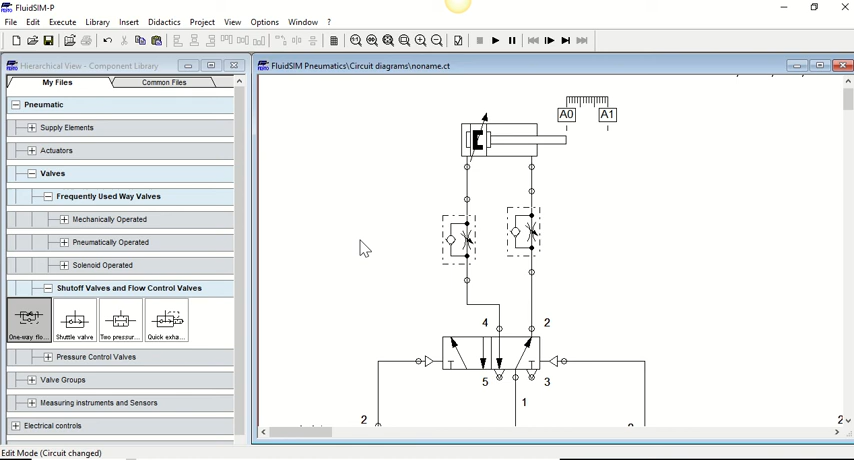 FluidSIM-P
File Edit Execute Library Insert Didactics Project View Options Window ?
Hierarchical View - Component Library
FluidSIM Pneumatics\Circuit diagrams\noname.ct
My Files
Common Files
Pneumatic
Supply Elements
Actuators
Valves
Frequently Used Way Valves
Mechanically Operated
Pneumatically Operated
Solenoid Operated
Shutoff Valves and Flow Control Valves
One-way flo... Shuttle valve Two pressur... Quick exha...
Pressure Control Valves
Valve Groups
Measuring instruments and Sensors
Electrical controls
A0 A1
4 2
5 3
1
2
Edit Mode (Circuit changed)